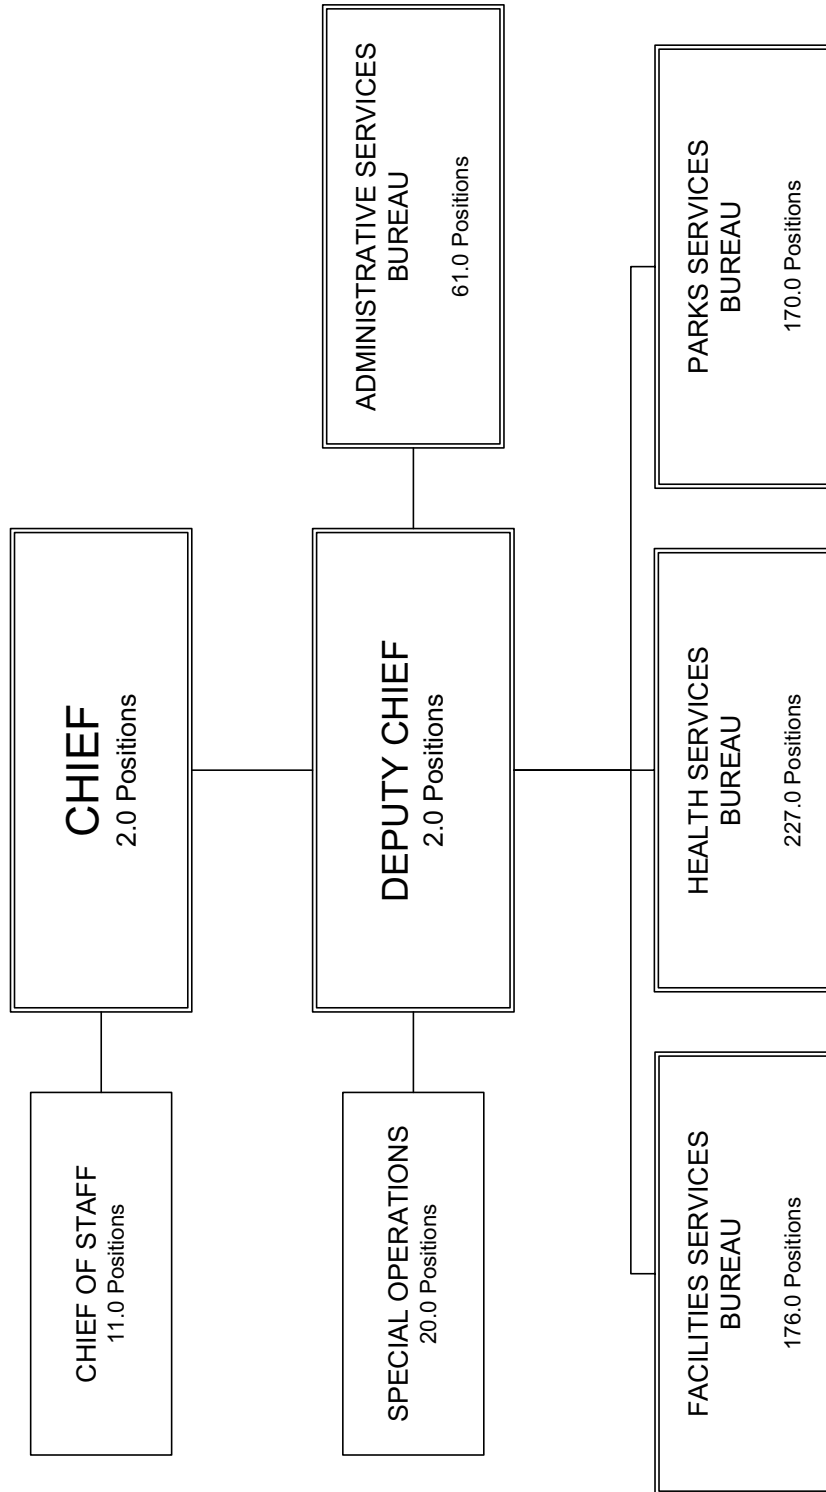 CHIEF
2.0 Positions
CHIEF OF STAFF
11.0 Positions
DEPUTY CHIEF
2.0 Positions
SPECIAL OPERATIONS
20.0 Positions
ADMINISTRATIVE SERVICES
BUREAU
61.0 Positions
FACILITIES SERVICES
BUREAU
176.0 Positions
HEALTH SERVICES
BUREAU
227.0 Positions
PARKS SERVICES
BUREAU
170.0 Positions